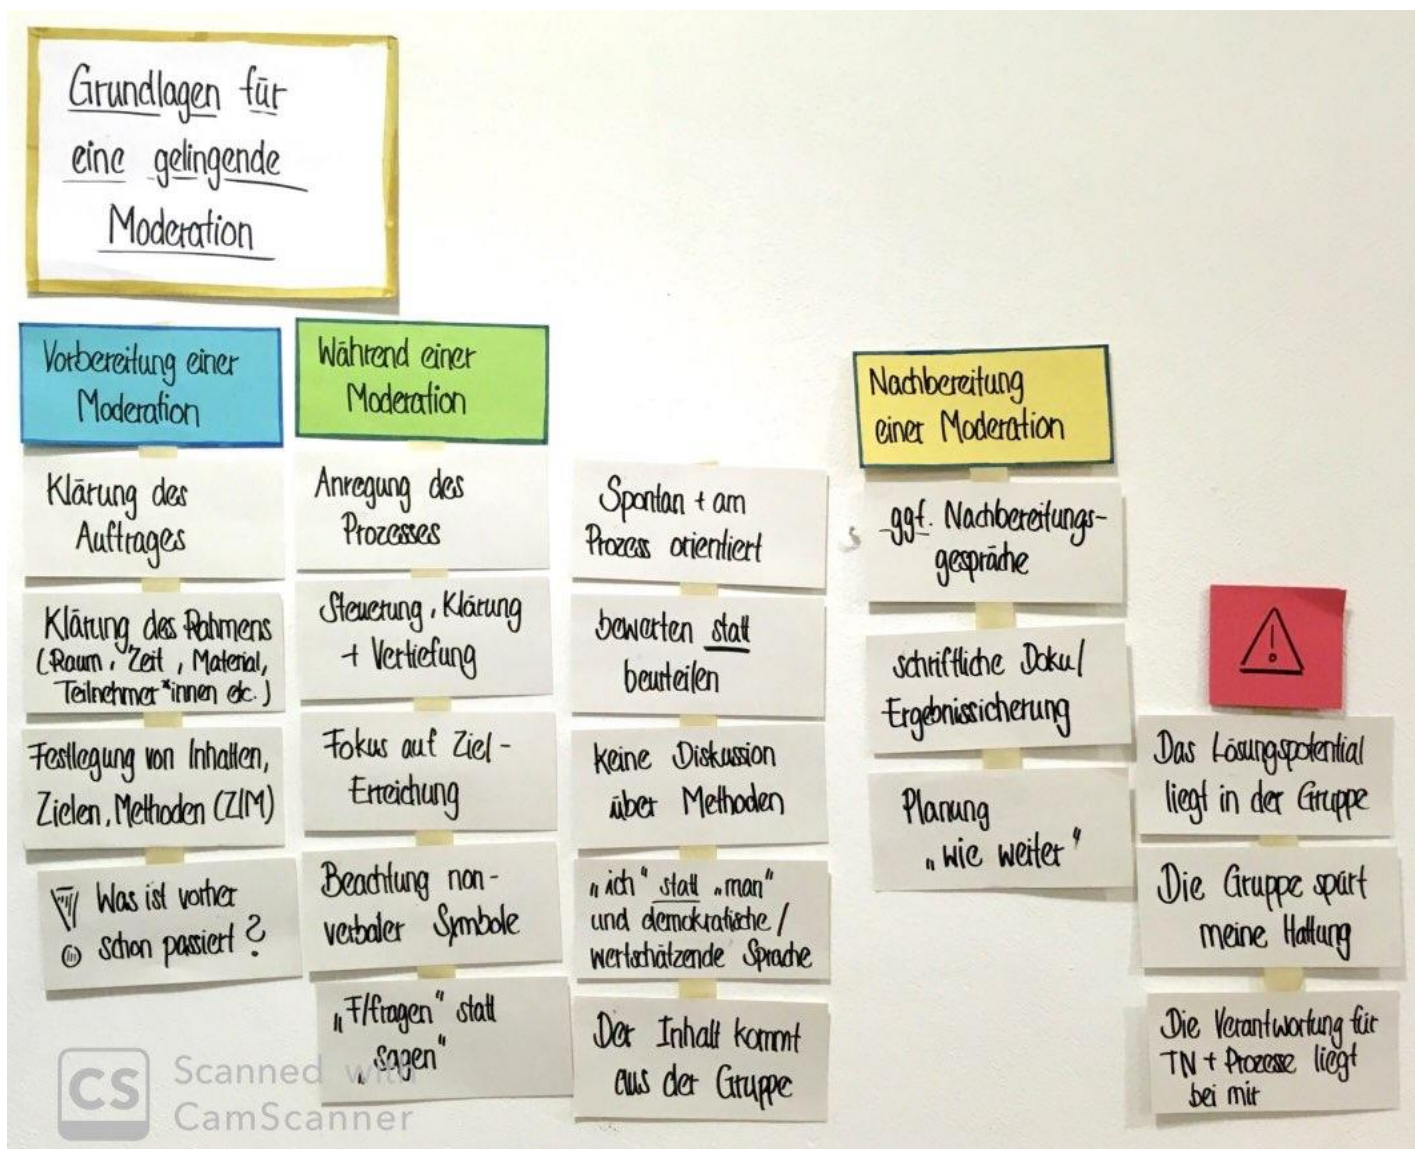 Grundlagen für
eine gelingende
Moderation
Vorbereitung einer
Moderation
Klärung des
Auftrages
Klärung des Rahmens
(Raum, Zeit, Material,
Teilnehmer*innen etc.)
Festlegung von Inhalten,
Zielen, Methoden (ZIM)
Was ist vorher
schon passiert?
Während einer
Moderation
Anregung des
Prozesses
Steuerung, Klärung
+ Vertiefung
Fokus auf Ziel-
Erreichung
Beachtung non-
verbaler Symbole
„F/fragen" statt
„sagen"
Spontan + am
Prozess orientiert
bewerten statt
beurteilen
keine Diskussion
über Methoden
„ich" statt „man"
und demokratische/
wertschätzende Sprache
Der Inhalt kommt
aus der Gruppe
Nachbereitung
einer Moderation
ggf. Nachbereitungs-
gespräche
schriftliche Doku/
Ergebnissicherung
Planung
„wie weiter"
!
Das Lösungspotential
liegt in der Gruppe
Die Gruppe spürt
meine Haltung
Die Verantwortung für
TN + Prozesse liegt
bei mir
CS Scanned with
CamScanner